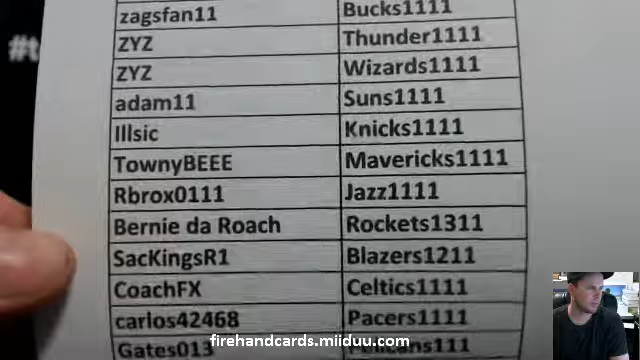 zagsfan11 Bucks1111
#t
ZYZ Thunder1111
ZYZ Wizards1111
adam11 Suns1111
Illsic Knicks1111
TownyBEEE Mavericks1111
Rbrox0111 Jazz1111
Bernie da Roach Rockets1311
SacKingsR1 Blazers1211
CoachFX Celtics1111
carlos42468 Pacers1111
firehandcards.miiduu.com
Gates013 Pelicans111